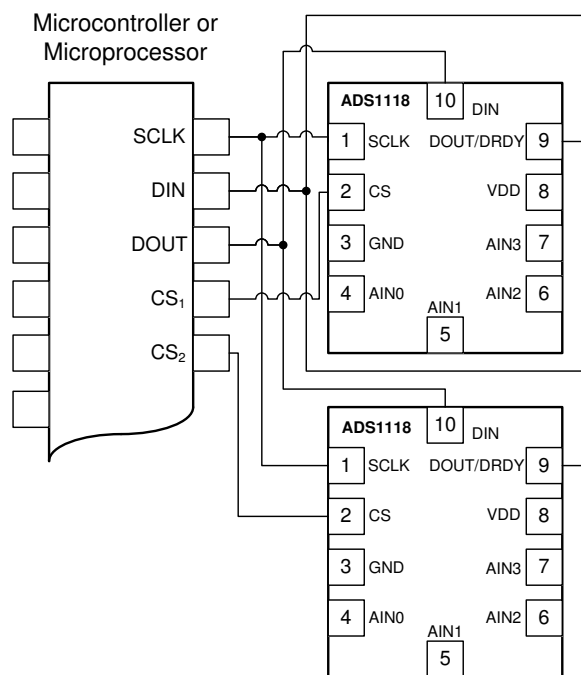 Microcontroller or
Microprocessor
SCLK
DIN
DOUT
CS1
CS2
ADS1118
10
DIN
1
SCLK
DOUT/DRDY
9
2
CS
VDD
8
3
GND
AIN3
7
4
AIN0
AIN2
6
AIN1
5
ADS1118
10
DIN
1
SCLK
DOUT/DRDY
9
2
CS
VDD
8
3
GND
AIN3
7
4
AIN0
AIN2
6
AIN1
5